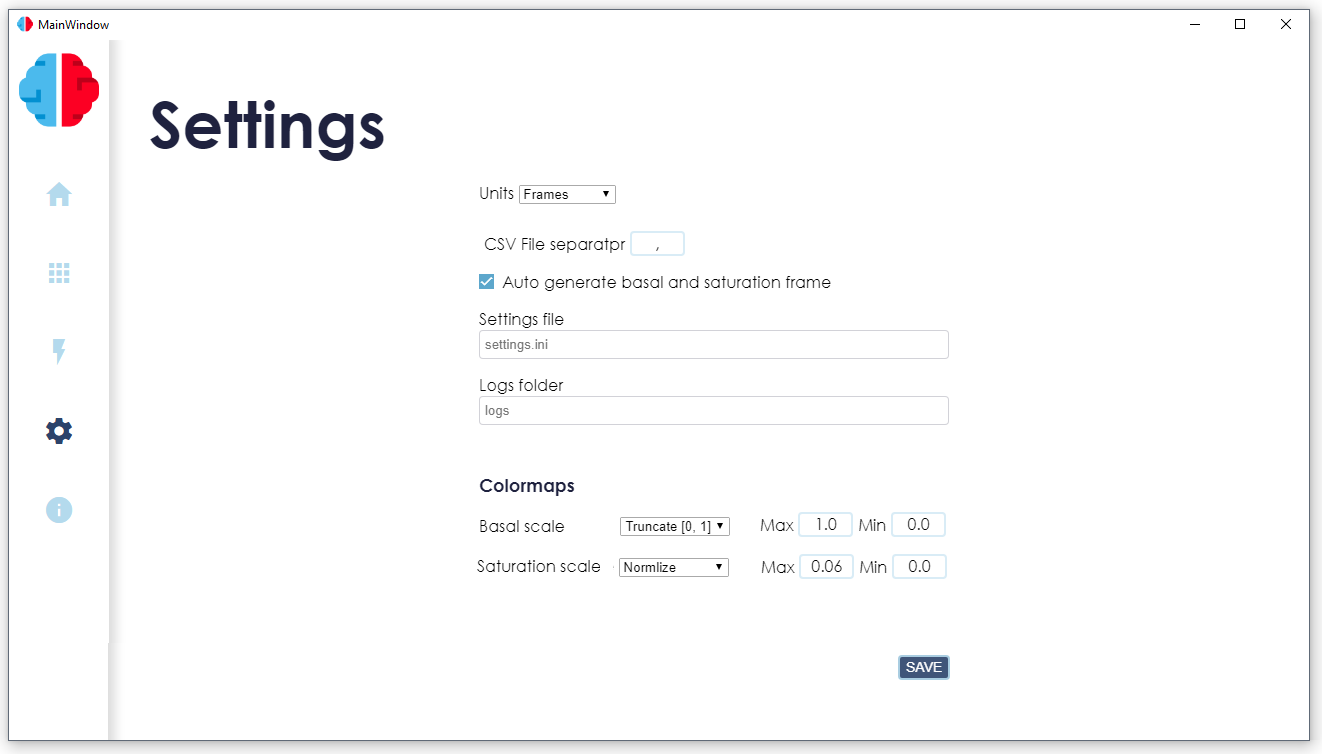 MainWindow
Settings
Units Frames
CSV File separatpr ,
Auto generate basal and saturation frame
Settings file
settings.ini
Logs folder
logs
Colormaps
Basal scale Truncate [0, 1] Max 1.0 Min 0.0
Saturation scale Normlize Max 0.06 Min 0.0
SAVE